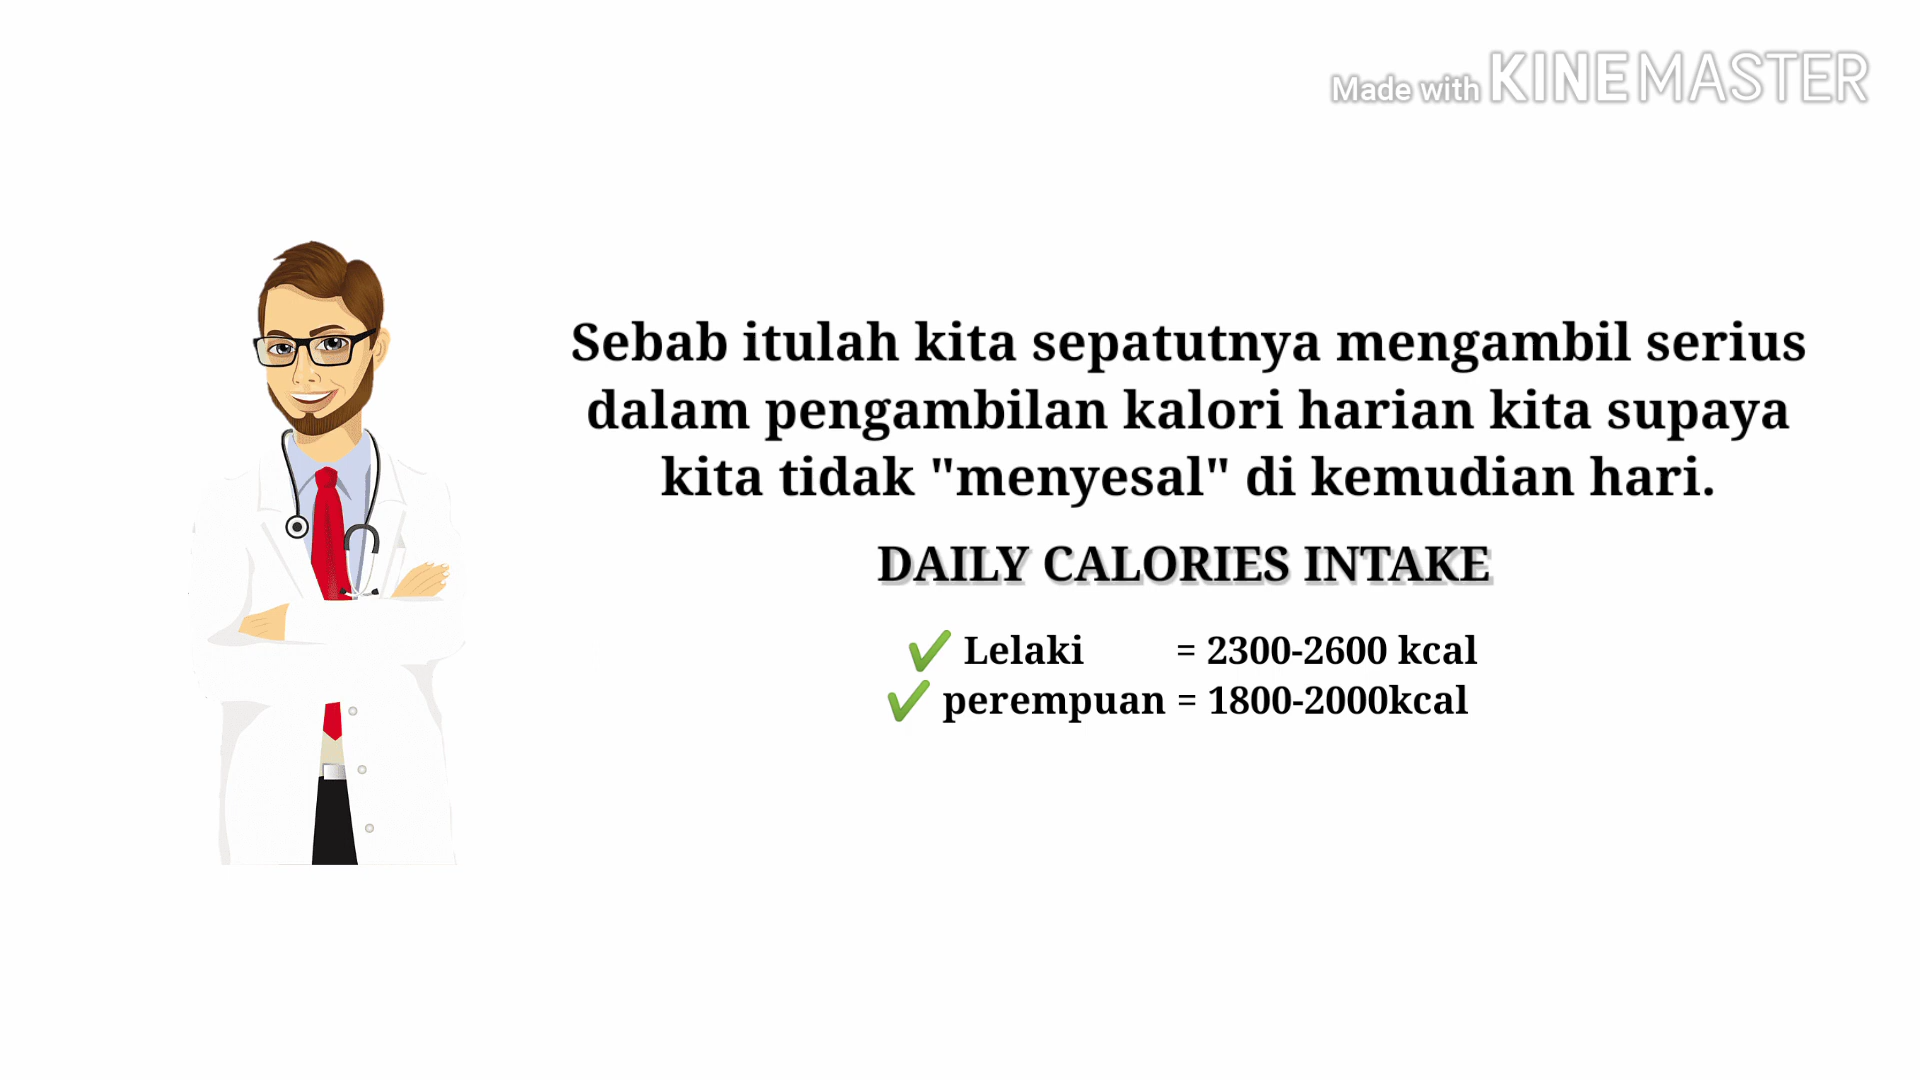 Made with KINEMASTER
Sebab itulah kita sepatutnya mengambil serius
dalam pengambilan kalori harian kita supaya
kita tidak "menyesal" di kemudian hari.
DAILY CALORIES INTAKE
✔ Lelaki = 2300-2600 kcal
✔ perempuan = 1800-2000kcal